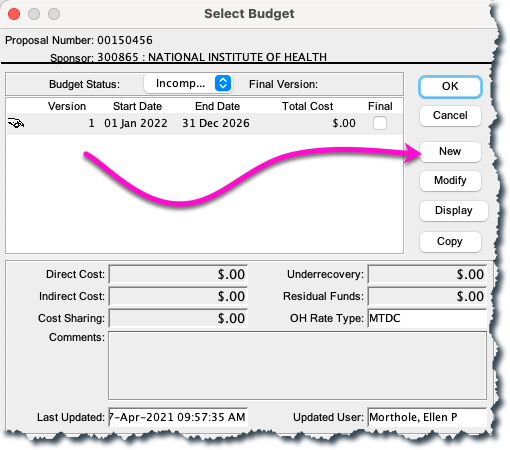 Select Budget
Proposal Number: 00150456
Sponsor: 300865 : NATIONAL INSTITUTE OF HEALTH
Budget Status: Incomp... Final Version:
OK
Version Start Date End Date Total Cost Final
1 01 Jan 2022 31 Dec 2026 $.00
Cancel
New
Modify
Display
Copy
Direct Cost: $.00 Underrecovery: $.00
Indirect Cost: $.00 Residual Funds: $.00
Cost Sharing: $.00 OH Rate Type: MTDC
Comments:
Last Updated: 7-Apr-2021 09:57:35 AM Updated User: Morthole, Ellen P